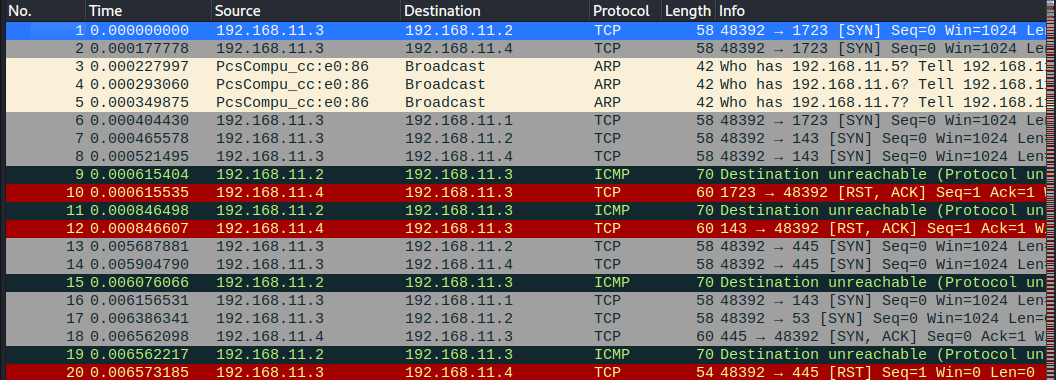 No. Time Source Destination Protocol Length Info
1 0.000000000 192.168.11.3 192.168.11.2 TCP 58 48392 → 1723 [SYN] Seq=0 Win=1024 Le
2 0.000177778 192.168.11.3 192.168.11.4 TCP 58 48392 → 1723 [SYN] Seq=0 Win=1024 Le
3 0.000227997 PcsCompu_cc:e0:86 Broadcast ARP 42 Who has 192.168.11.5? Tell 192.168.1
4 0.000293060 PcsCompu_cc:e0:86 Broadcast ARP 42 Who has 192.168.11.6? Tell 192.168.1
5 0.000349875 PcsCompu_cc:e0:86 Broadcast ARP 42 Who has 192.168.11.7? Tell 192.168.1
6 0.000404430 192.168.11.3 192.168.11.1 TCP 58 48392 → 1723 [SYN] Seq=0 Win=1024 Le
7 0.000465578 192.168.11.3 192.168.11.2 TCP 58 48392 → 143 [SYN] Seq=0 Win=1024 Len
8 0.000521495 192.168.11.3 192.168.11.4 TCP 58 48392 → 143 [SYN] Seq=0 Win=1024 Len
9 0.000615404 192.168.11.2 192.168.11.3 ICMP 70 Destination unreachable (Protocol un
10 0.000615535 192.168.11.4 192.168.11.3 TCP 60 1723 → 48392 [RST, ACK] Seq=1 Ack=1 W
11 0.000846498 192.168.11.2 192.168.11.3 ICMP 70 Destination unreachable (Protocol un
12 0.000846607 192.168.11.4 192.168.11.3 TCP 60 143 → 48392 [RST, ACK] Seq=1 Ack=1 W
13 0.005687881 192.168.11.3 192.168.11.2 TCP 58 48392 → 445 [SYN] Seq=0 Win=1024 Len
14 0.005904790 192.168.11.3 192.168.11.4 TCP 58 48392 → 445 [SYN] Seq=0 Win=1024 Len
15 0.006076066 192.168.11.2 192.168.11.3 ICMP 70 Destination unreachable (Protocol un
16 0.006156531 192.168.11.3 192.168.11.1 TCP 58 48392 → 143 [SYN] Seq=0 Win=1024 Len
17 0.006386341 192.168.11.3 192.168.11.2 TCP 58 48392 → 53 [SYN] Seq=0 Win=1024 Len=
18 0.006562098 192.168.11.4 192.168.11.3 TCP 60 445 → 48392 [SYN, ACK] Seq=0 Ack=1 W
19 0.006562217 192.168.11.2 192.168.11.3 ICMP 70 Destination unreachable (Protocol un
20 0.006573185 192.168.11.3 192.168.11.4 TCP 54 48392 → 445 [RST] Seq=1 Win=0 Len=0